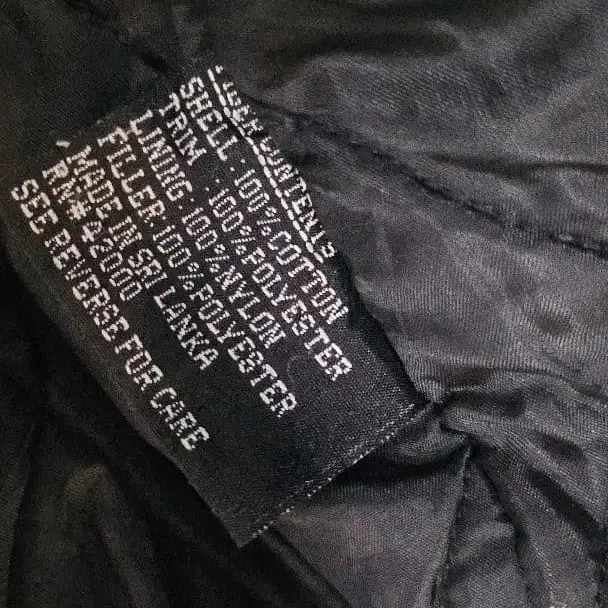 CONTENTS
SHELL : 100% COTTON
TRIM : 100% POLYESTER
LINING : 100% NYLON
FILLER : 100% POLYESTER
MADE IN SRI LANKA
RN# 42000
SEE REVERSE FOR CARE